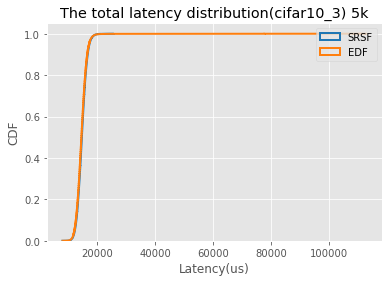 The total latency distribution(cifar10_3) 5k
1.0
0.8
0.6
0.4
0.2
0.0
CDF
SRSF
EDF
20000 40000 60000 80000 100000
Latency(us)